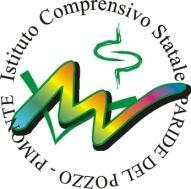 Istituto Comprensivo Statale
PARIDE DEL POZZO - PIMONTE